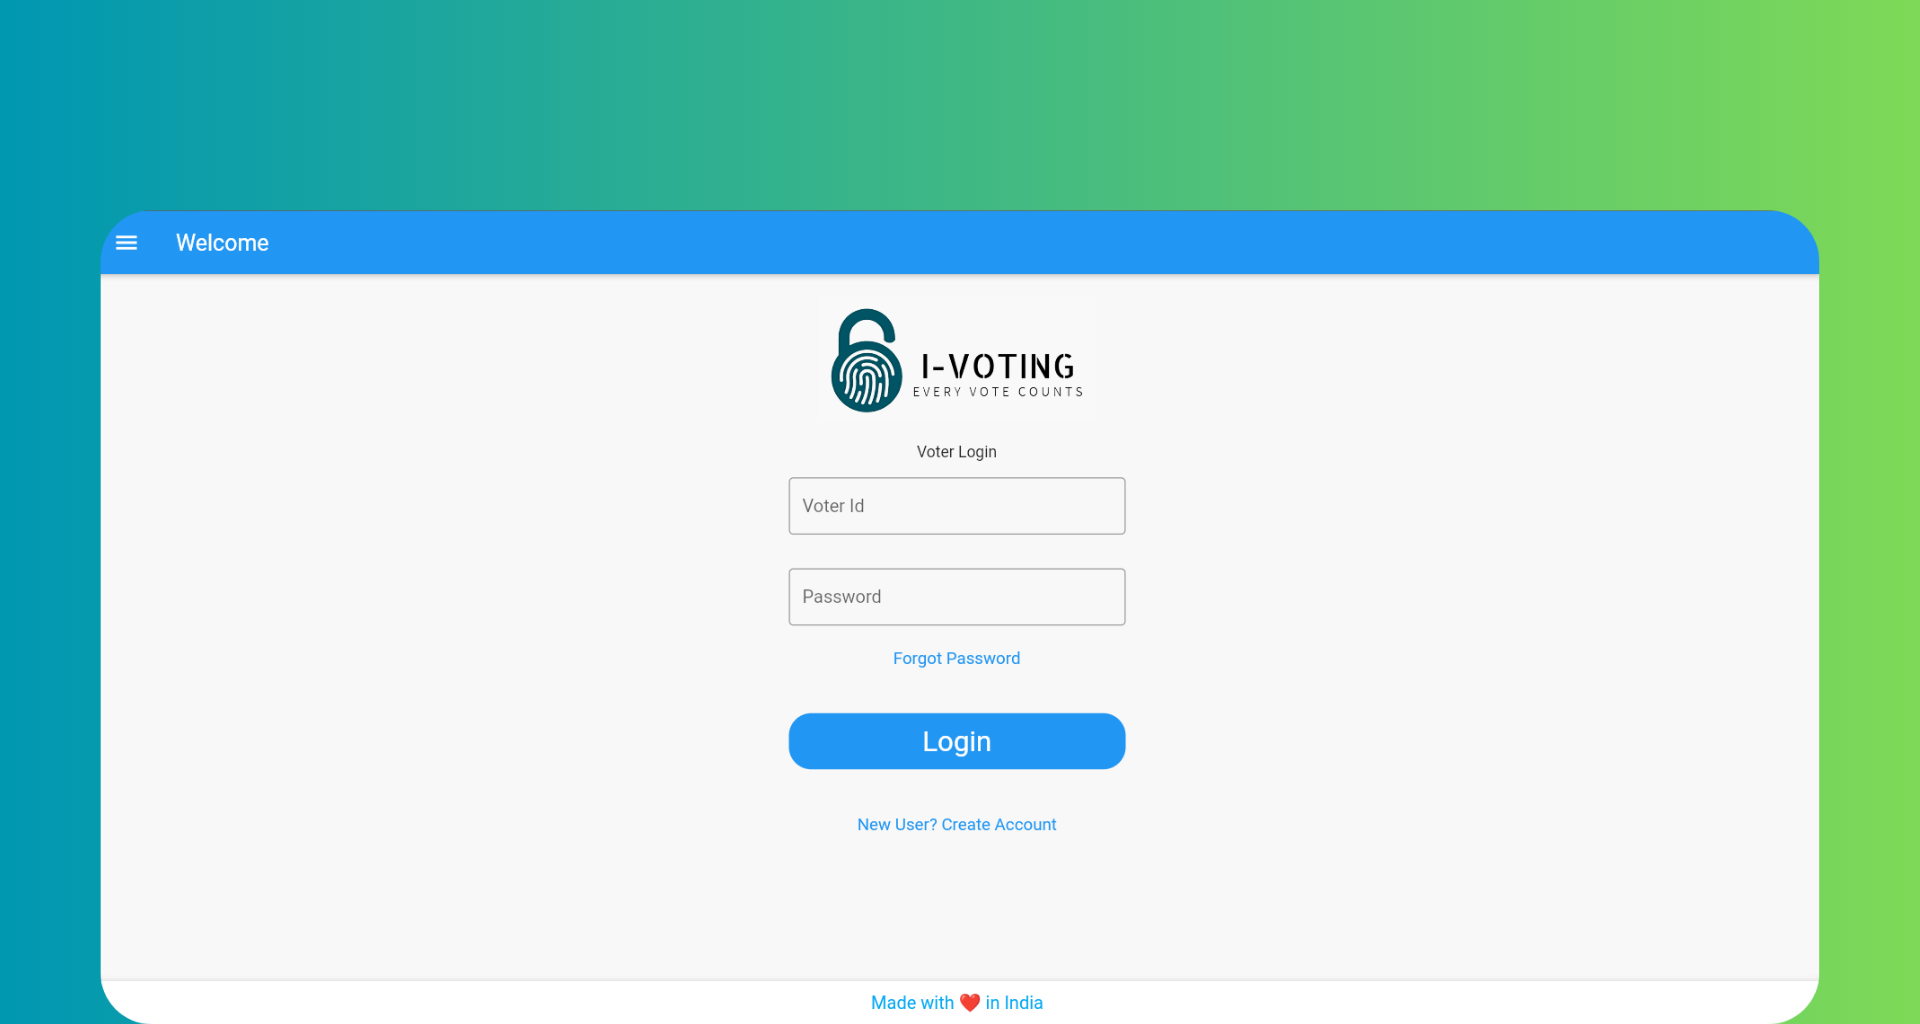 Welcome
I-VOTING
EVERY VOTE COUNTS
Voter Login
Voter Id
Password
Forgot Password
Login
New User? Create Account
Made with ❤️ in India